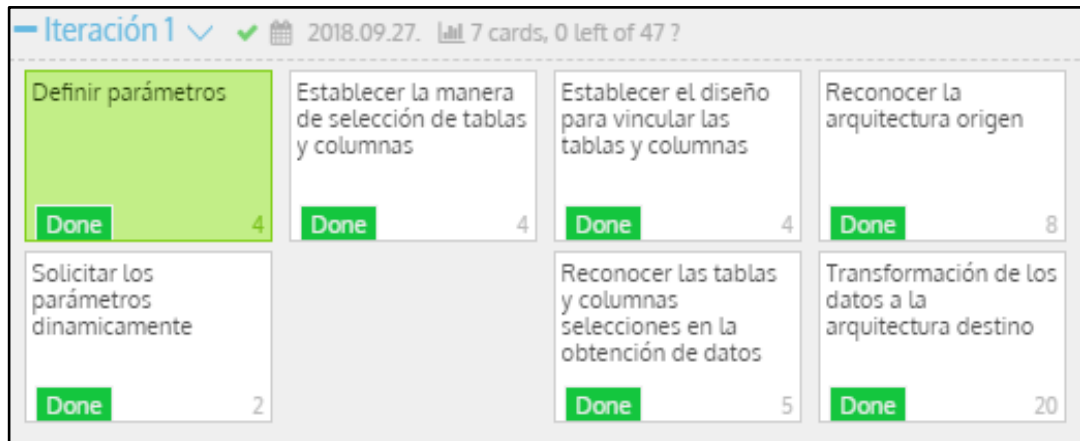 Iteración 1 2018.09.27. 7 cards, 0 left of 47 ?
Definir parámetros
Done 4
Establecer la manera
de selección de tablas
y columnas
Done 4
Establecer el diseño
para vincular las
tablas y columnas
Done 4
Reconocer la
arquitectura origen
Done 8
Solicitar los
parámetros
dinamicamente
Done 2
Reconocer las tablas
y columnas
selecciones en la
obtención de datos
Done 5
Transformación de los
datos a la
arquitectura destino
Done 20